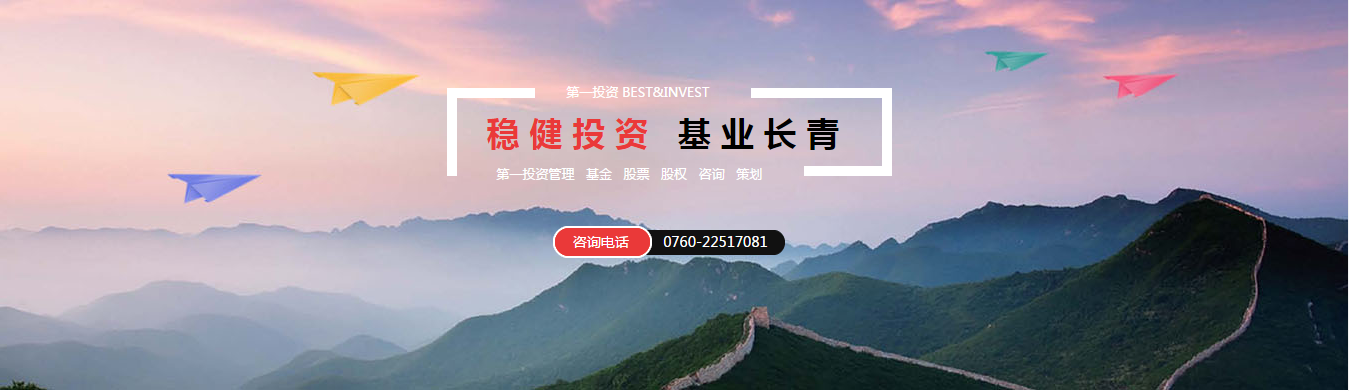 第一投资 BEST&INVEST
稳健投资 基业长青
第一投资管理 基金 股票 股权 咨询 策划
咨询电话 0760-22517081